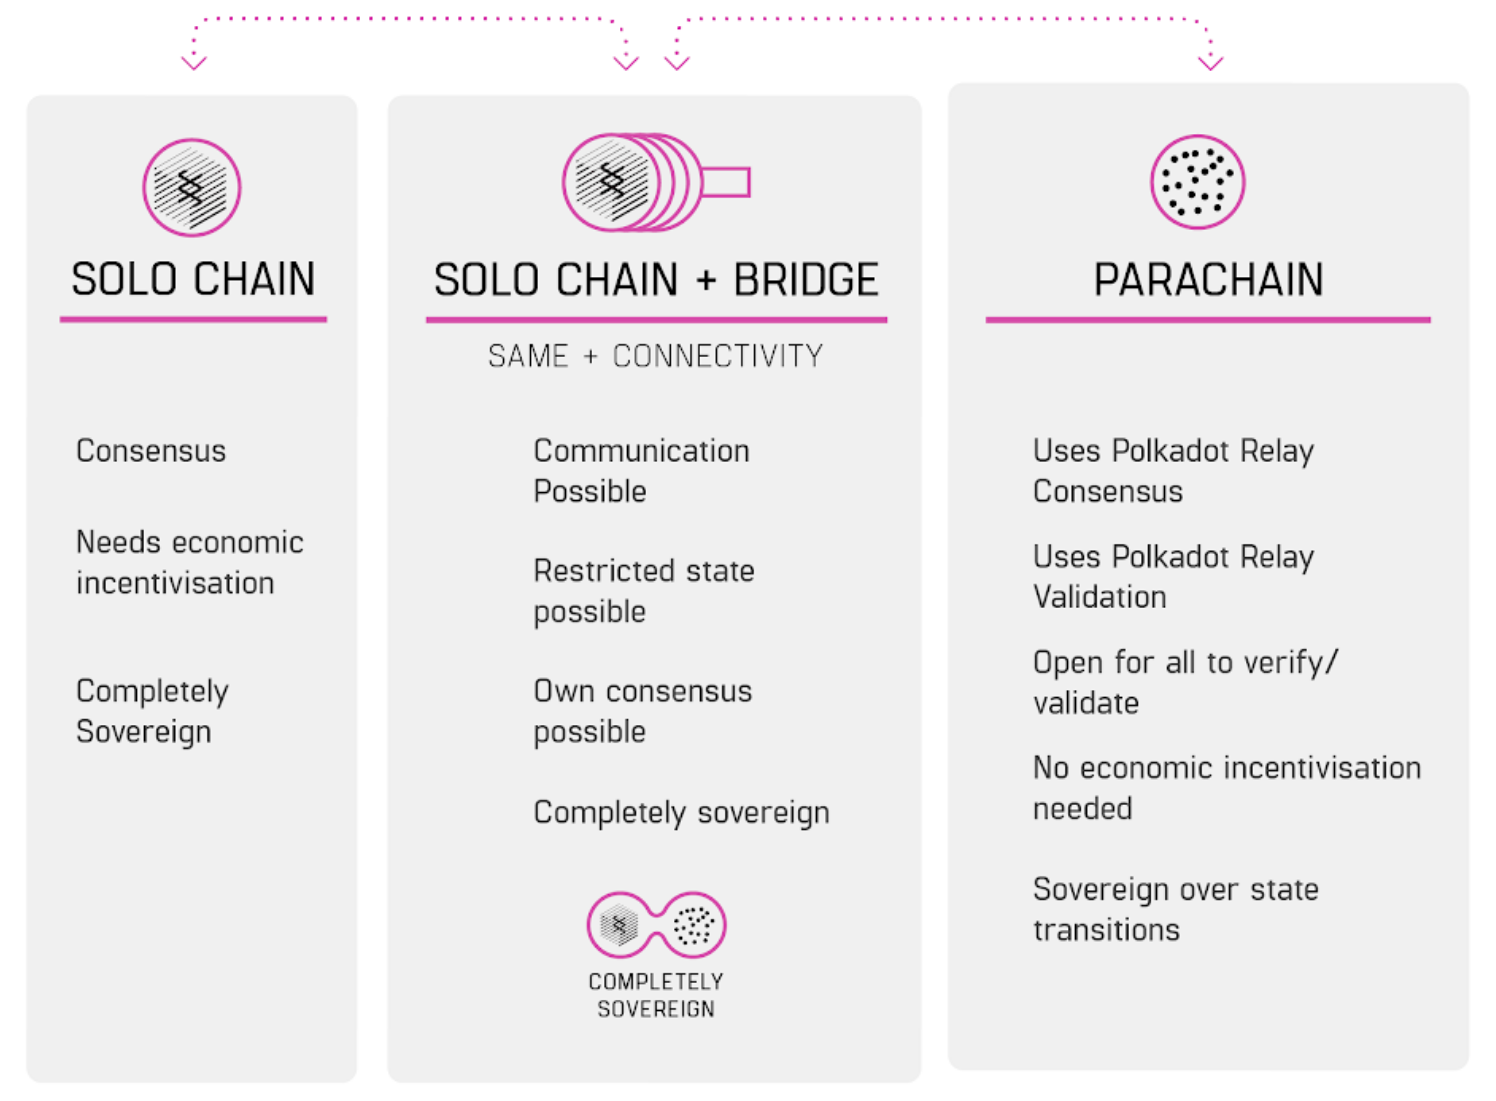 SOLO CHAIN
Consensus
Needs economic
incentivisation
Completely
Sovereign
SOLO CHAIN + BRIDGE
SAME + CONNECTIVITY
Communication
Possible
Restricted state
possible
Own consensus
possible
Completely sovereign
COMPLETELY
SOVEREIGN
PARACHAIN
Uses Polkadot Relay
Consensus
Uses Polkadot Relay
Validation
Open for all to verify/
validate
No economic incentivisation
needed
Sovereign over state
transitions